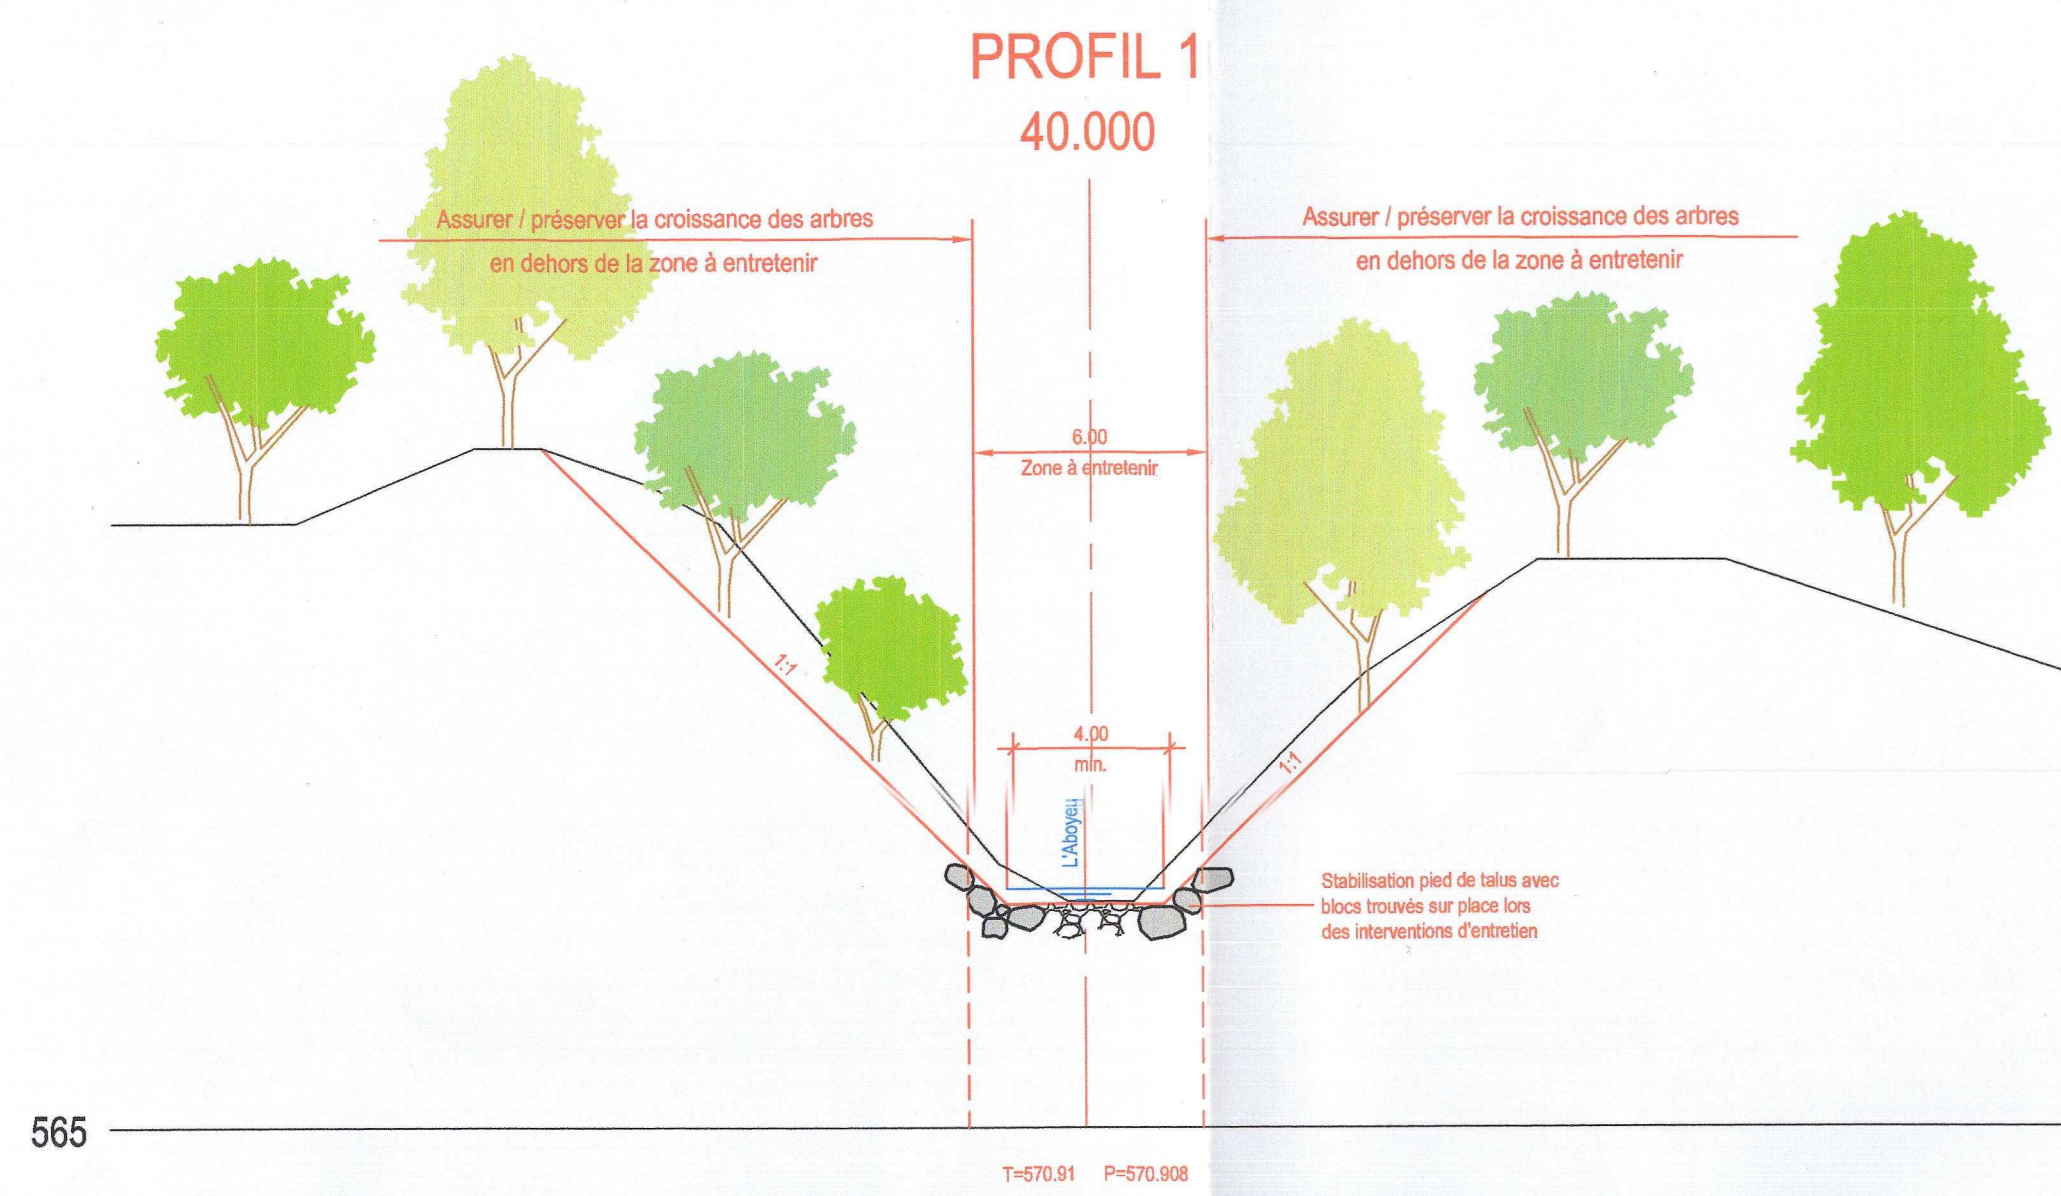 PROFIL 1
40.000
Assurer / préserver la croissance des arbres
en dehors de la zone à entretenir
Assurer / préserver la croissance des arbres
en dehors de la zone à entretenir
6.00
Zone à entretenir
1:1
4.00
min.
1:1
L'Aboyeu
Stabilisation pied de talus avec
blocs trouvés sur place lors
des interventions d'entretien
565
T=570.91 P=570.908